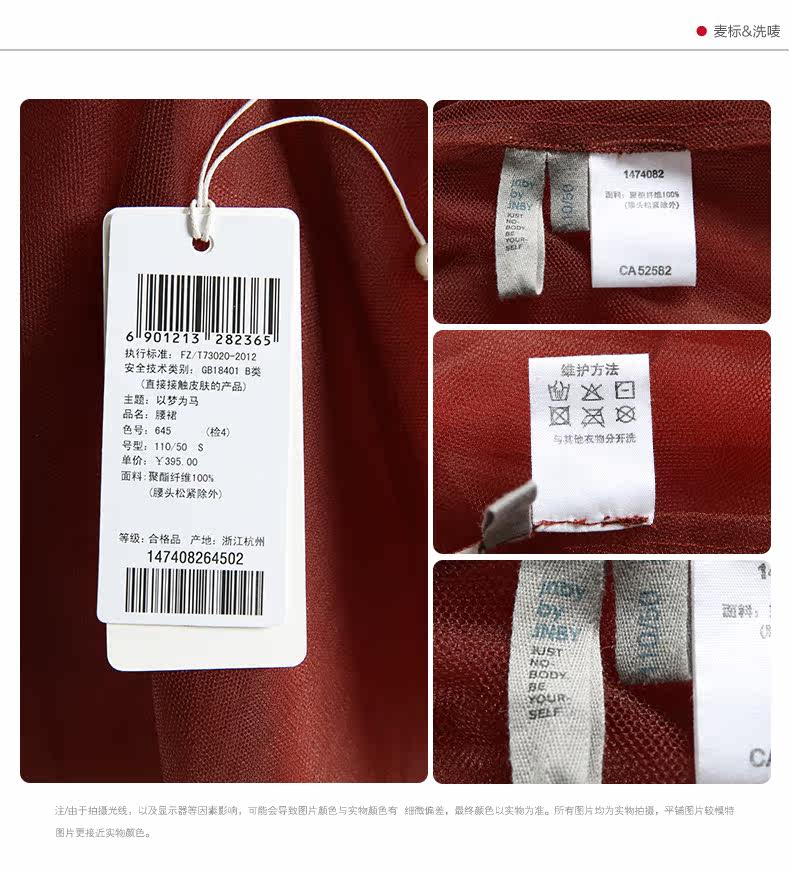 麦标&洗唛
6 901213 282365
执行标准: FZ/T73020-2012
安全技术类别: GB18401 B类
(直接接触皮肤的产品)
主题: 以梦为马
品名: 腰裙
色号: 645 (检4)
号型: 110/50 S
单价: ¥395.00
面料: 聚酯纤维100%
(腰头松紧除外)
等级: 合格品 产地: 浙江杭州
147408264502
jnby
by
JNBY
JUST
NO-
BODY
BE
YOUR-
SELF
110/50
1474082
面料: 聚酯纤维100%
(腰头松紧除外)
CA52582
维护方法
与其他衣物分开洗
jnby
by
JNBY
JUST
NO-
BODY
BE
YOUR-
SELF
110/50
面料:
CA
注/由于拍摄光线，以及显示器等因素影响，可能会导致图片颜色与实物颜色有 细微偏差，最终颜色以实物为准。所有图片均为实物拍摄，平铺图片较模特
图片更接近实物颜色。